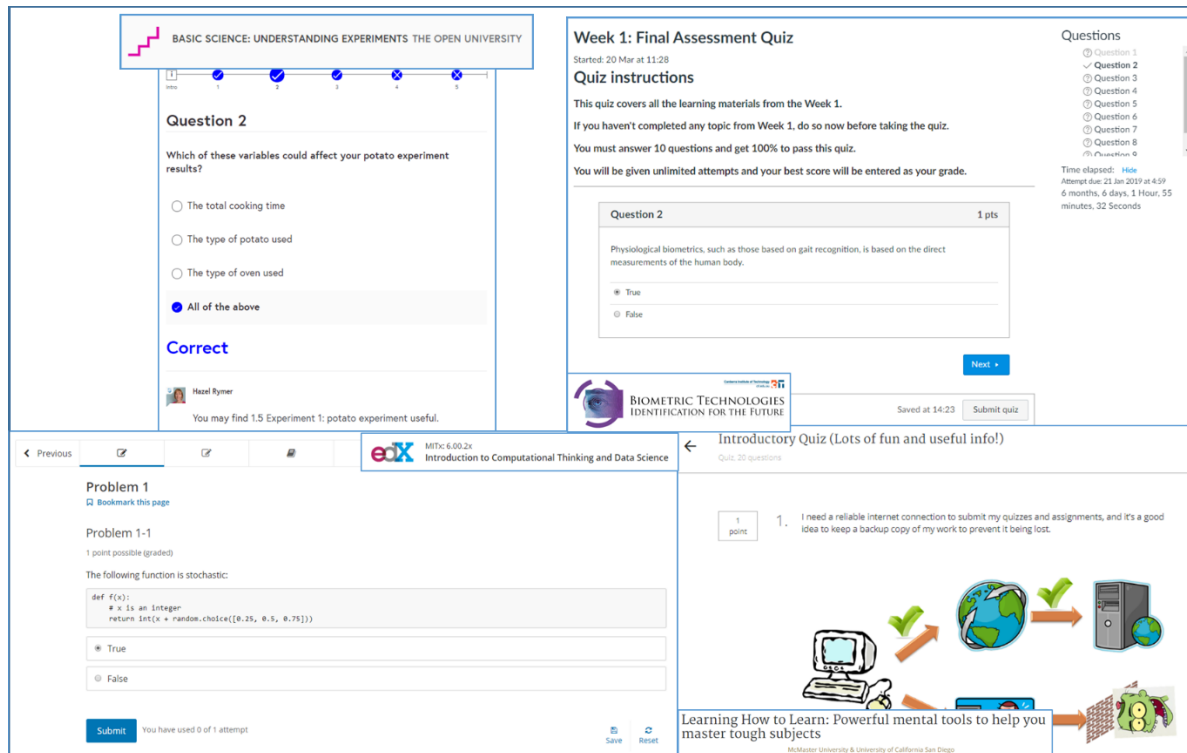 BASIC SCIENCE: UNDERSTANDING EXPERIMENTS THE OPEN UNIVERSITY
Intro 1 2 3 4 5
Question 2
Which of these variables could affect your potato experiment
results?
The total cooking time
The type of potato used
The type of oven used
All of the above
Correct
Hazel Rymer
You may find 1.5 Experiment 1: potato experiment useful.
Week 1: Final Assessment Quiz
Started: 20 Mar at 11:28
Quiz instructions
This quiz covers all the learning materials from the Week 1.
If you haven't completed any topic from Week 1, do so now before taking the quiz.
You must answer 10 questions and get 100% to pass this quiz.
You will be given unlimited attempts and your best score will be entered as your grade.
Question 2 1 pts
Physiological biometrics, such as those based on gait recognition, is based on the direct
measurements of the human body.
True
False
Next
BIOMETRIC TECHNOLOGIES
IDENTIFICATION FOR THE FUTURE
Saved at 14:23 Submit quiz
Questions
Question 1
Question 2
Question 3
Question 4
Question 5
Question 6
Question 7
Question 8
Question 9
Time elapsed: Hide
Attempt due: 21 Jan 2019 at 4:59
6 months, 6 days, 1 Hour, 55
minutes, 32 Seconds
Previous
edX
MITx: 6.00.2x
Introduction to Computational Thinking and Data Science
Problem 1
Bookmark this page
Problem 1-1
1 point possible (graded)
The following function is stochastic:
def f(x):
# x is an integer
return int(x + random.choice([0.25, 0.5, 0.75]))
True
False
Submit You have used 0 of 1 attempt
Save Reset
Introductory Quiz (Lots of fun and useful info!)
Quiz, 20 questions
1
point
1. I need a reliable internet connection to submit my quizzes and assignments, and it's a good
idea to keep a backup copy of my work to prevent it being lost.
Learning How to Learn: Powerful mental tools to help you
master tough subjects
McMaster University & University of California San Diego